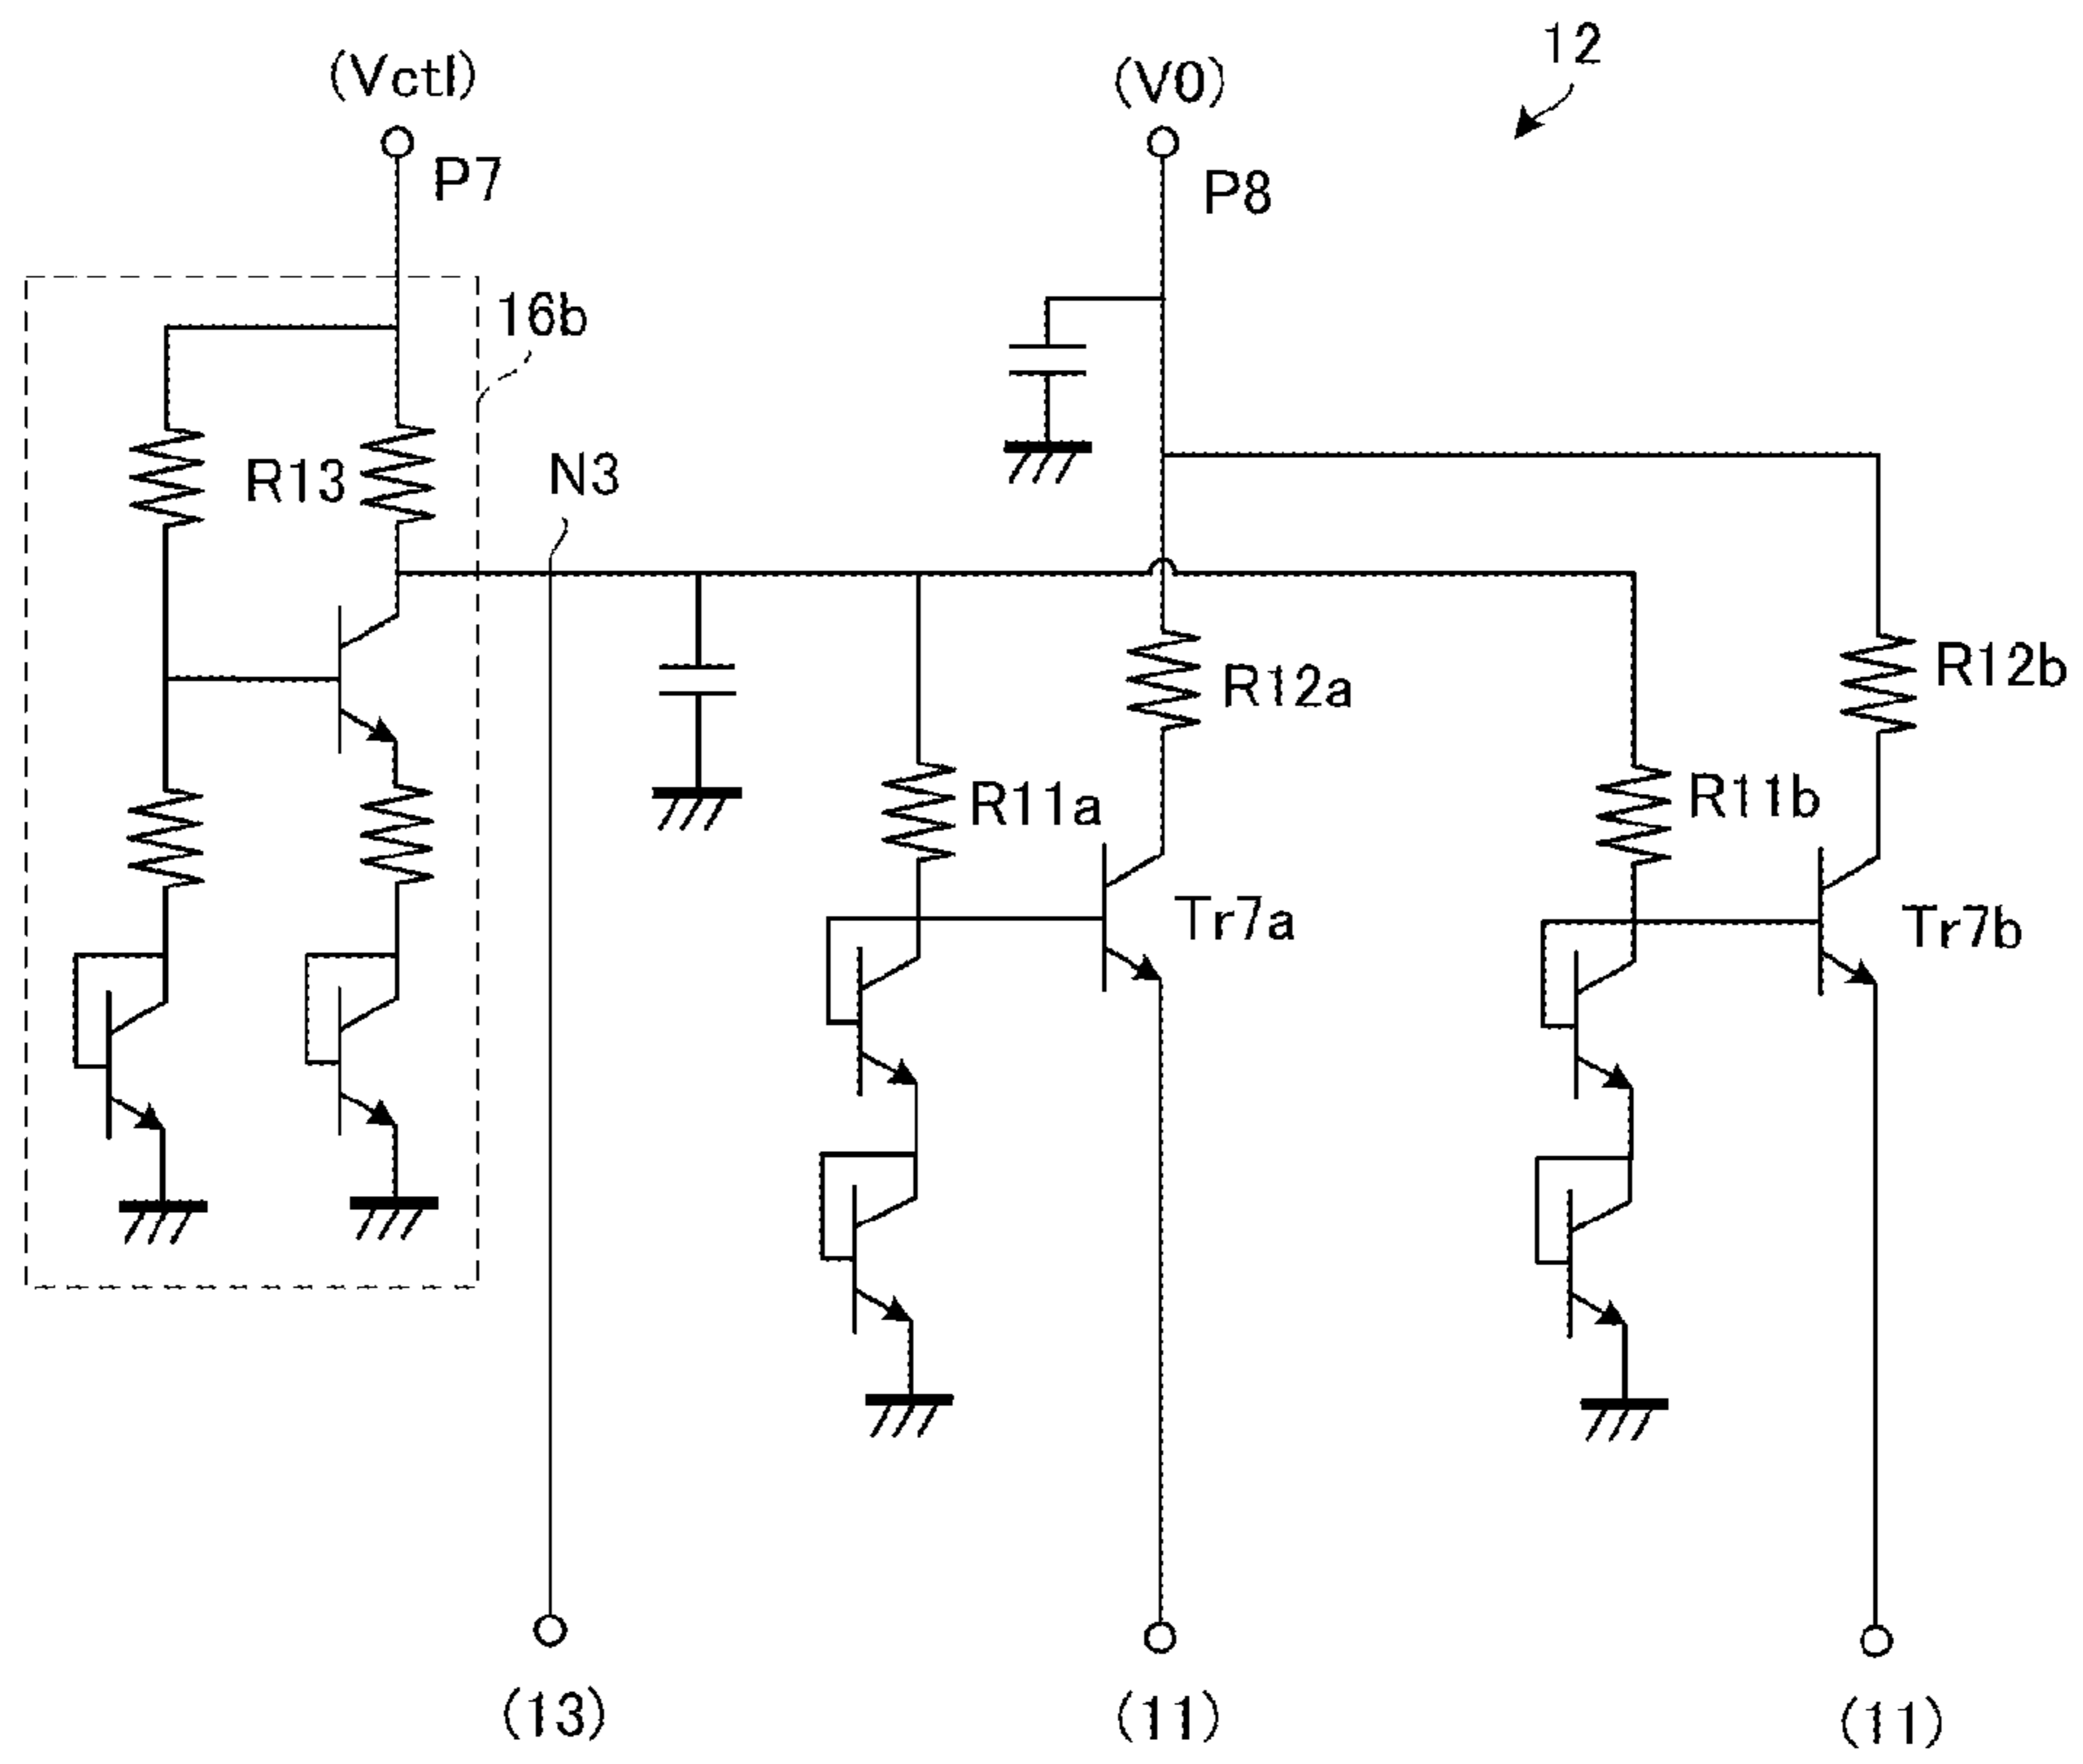 12
(Vctl)
(V0)
P7
P8
16b
R13
N3
R12a
R12b
R11a
R11b
Tr7a
Tr7b
(13)
(11)
(11)